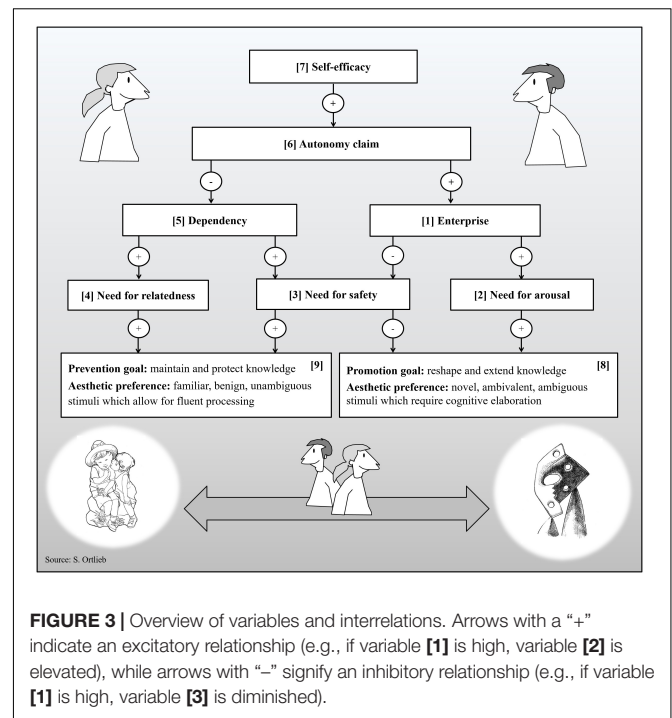 [7] Self-efficacy
+
[6] Autonomy claim
-
+
[5] Dependency
[1] Enterprise
+
+
-
+
[4] Need for relatedness
[3] Need for safety
[2] Need for arousal
+
+
-
+
Prevention goal: maintain and protect knowledge [9]
Aesthetic preference: familiar, benign, unambiguous
stimuli which allow for fluent processing
Promotion goal: reshape and extend knowledge [8]
Aesthetic preference: novel, ambivalent, ambiguous
stimuli which require cognitive elaboration
Source: S. Ortlieb
FIGURE 3 | Overview of variables and interrelations. Arrows with a “+”
indicate an excitatory relationship (e.g., if variable [1] is high, variable [2] is
elevated), while arrows with “–” signify an inhibitory relationship (e.g., if variable
[1] is high, variable [3] is diminished).